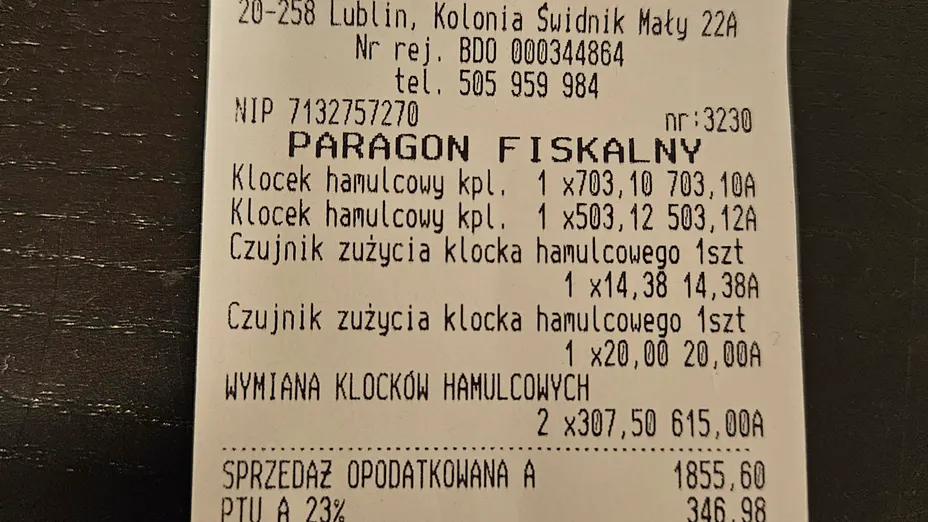 20-258 Lublin, Kolonia Świdnik Mały 22A
Nr rej. BDO 000344864
tel. 505 959 984
NIP 7132757270 nr:3230
PARAGON FISKALNY
Klocek hamulcowy kpl. 1 x703,10 703,10A
Klocek hamulcowy kpl. 1 x503,12 503,12A
Czujnik zużycia klocka hamulcowego 1szt
1 x14,38 14,38A
Czujnik zużycia klocka hamulcowego 1szt
1 x20,00 20,00A
WYMIANA KLOCKÓW HAMULCOWYCH
2 x307,50 615,00A
SPRZEDAŻ OPODATKOWANA A 1855,60
PTU A 23% 346,98